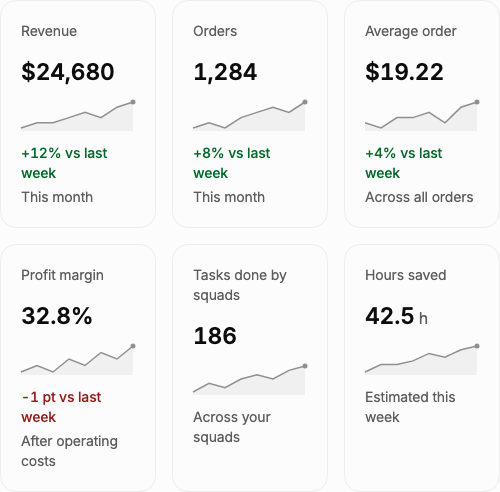 Revenue
$24,680
+12% vs last
week
This month
Orders
1,284
+8% vs last
week
This month
Average order
$19.22
+4% vs last
week
Across all orders
Profit margin
32.8%
-1 pt vs last
week
After operating
costs
Tasks done by
squads
186
Across your
squads
Hours saved
42.5 h
Estimated this
week